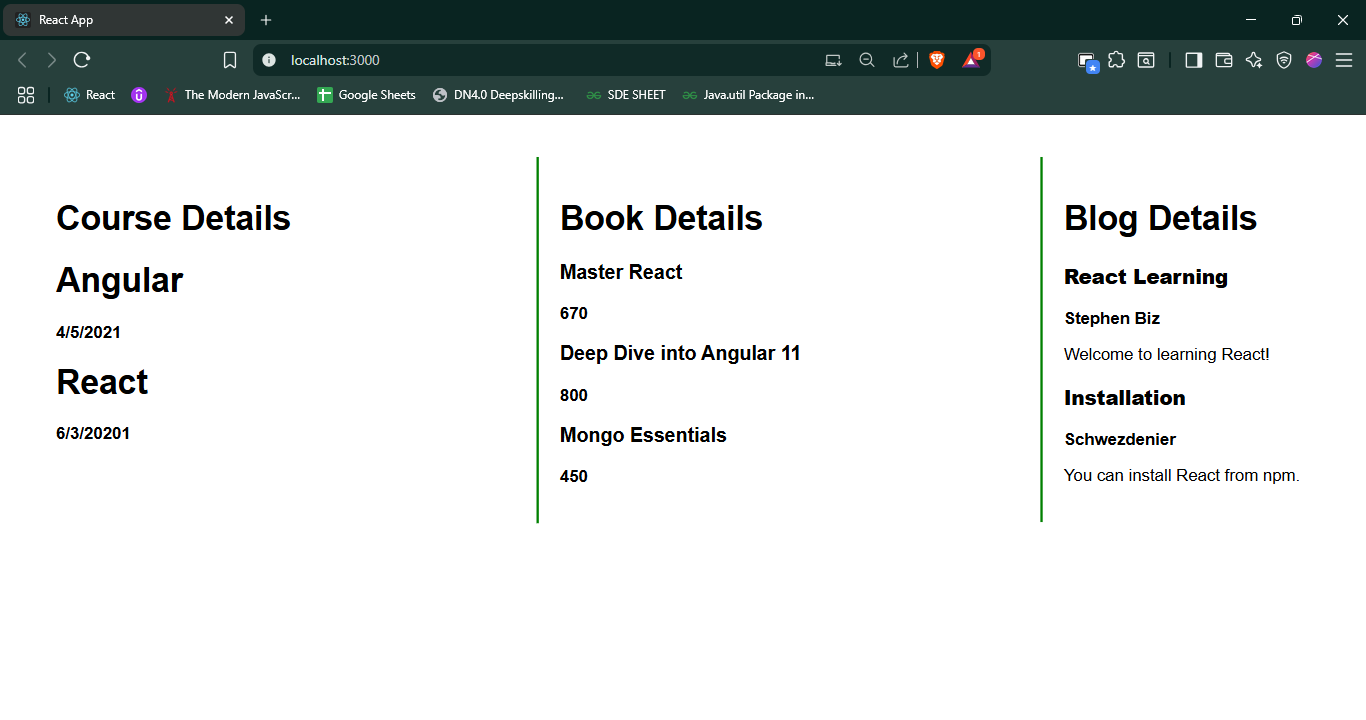 React App
localhost:3000
1
React
The Modern JavaScr...
Google Sheets
DN4.0 Deepskilling...
SDE SHEET
Java.util Package in...
Course Details
Angular
4/5/2021
React
6/3/20201
Book Details
Master React
670
Deep Dive into Angular 11
800
Mongo Essentials
450
Blog Details
React Learning
Stephen Biz
Welcome to learning React!
Installation
Schwezdenier
You can install React from npm.